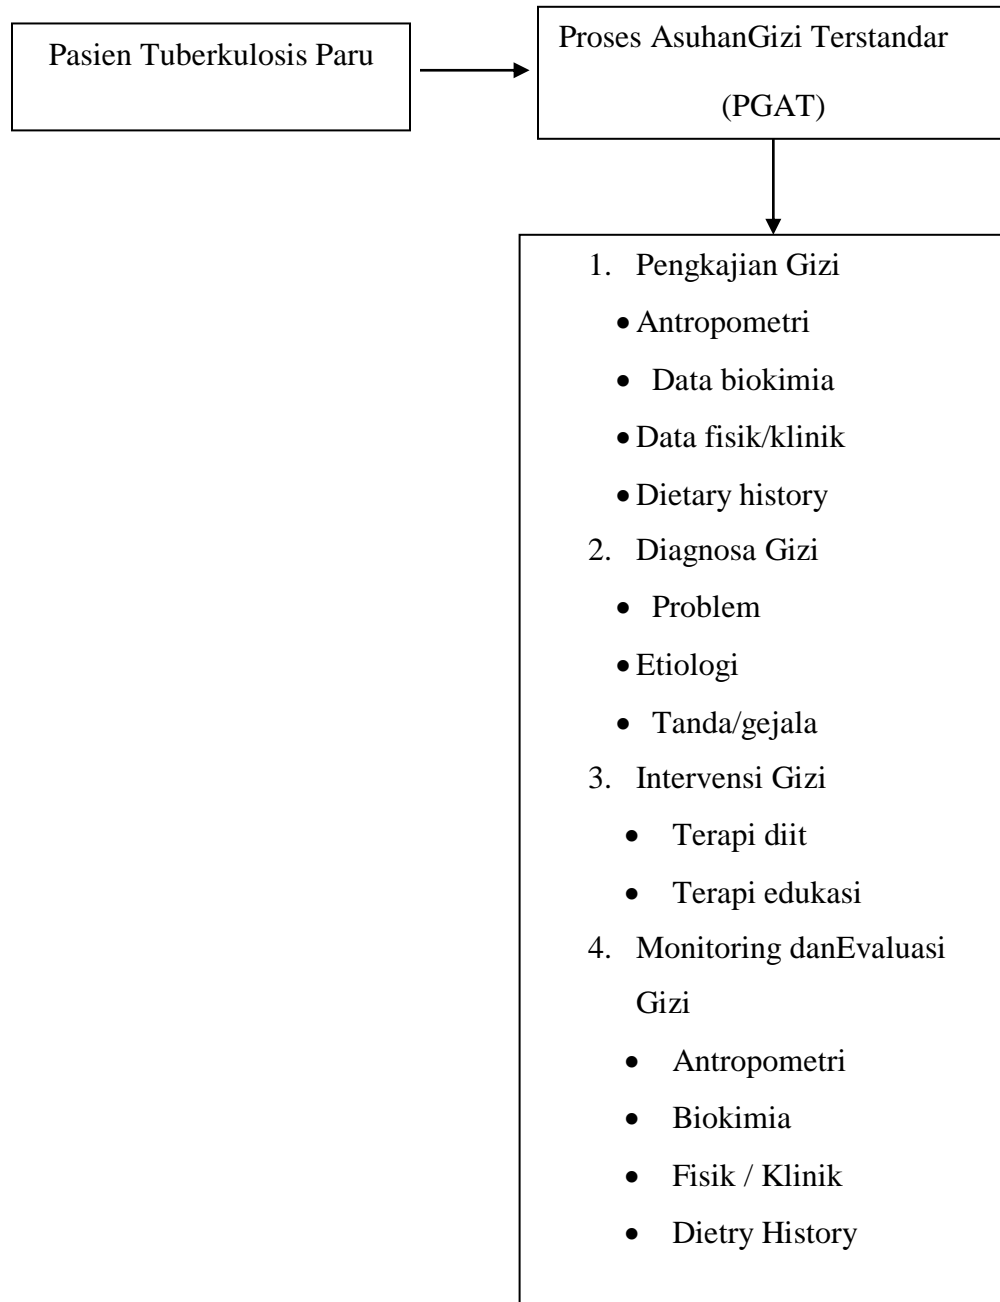 Pasien Tuberkulosis Paru
Proses AsuhanGizi Terstandar
(PGAT)
1. Pengkajian Gizi
• Antropometri
• Data biokimia
• Data fisik/klinik
• Dietary history
2. Diagnosa Gizi
• Problem
• Etiologi
• Tanda/gejala
3. Intervensi Gizi
• Terapi diit
• Terapi edukasi
4. Monitoring danEvaluasi
Gizi
• Antropometri
• Biokimia
• Fisik / Klinik
• Dietry History